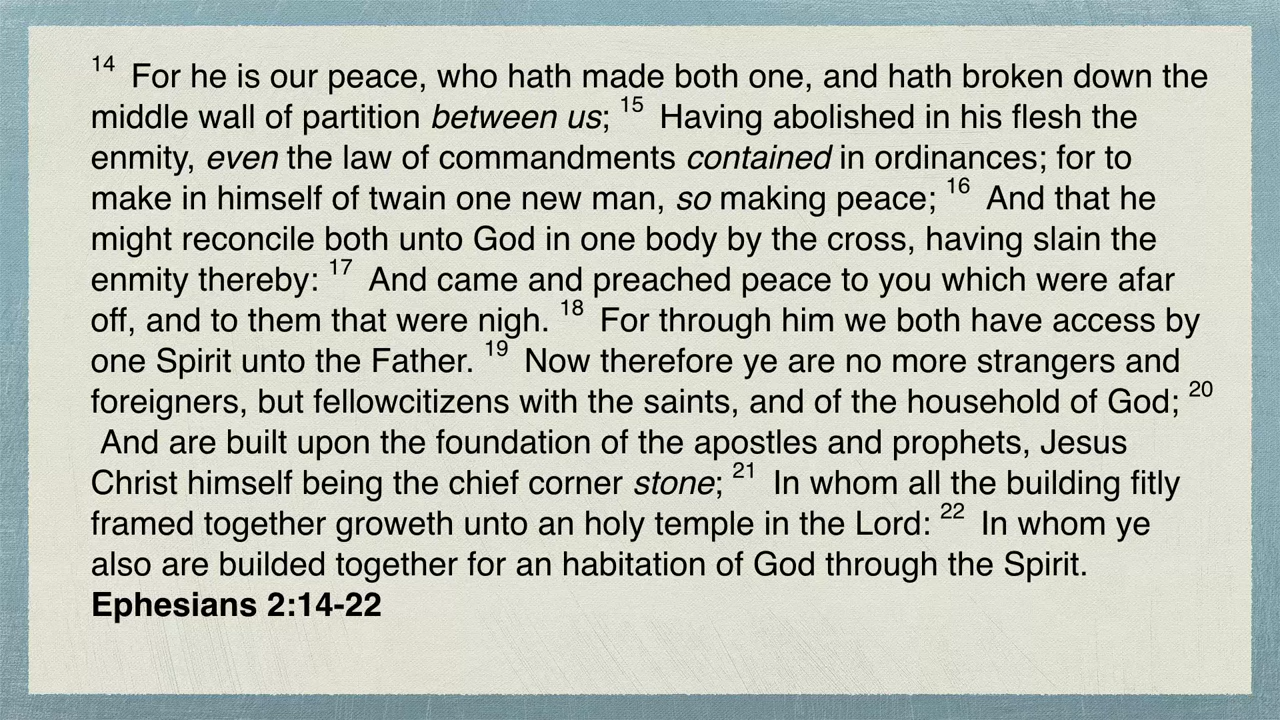 14 For he is our peace, who hath made both one, and hath broken down the
middle wall of partition between us; 15 Having abolished in his flesh the
enmity, even the law of commandments contained in ordinances; for to
make in himself of twain one new man, so making peace; 16 And that he
might reconcile both unto God in one body by the cross, having slain the
enmity thereby: 17 And came and preached peace to you which were afar
off, and to them that were nigh. 18 For through him we both have access by
one Spirit unto the Father. 19 Now therefore ye are no more strangers and
foreigners, but fellowcitizens with the saints, and of the household of God; 20
And are built upon the foundation of the apostles and prophets, Jesus
Christ himself being the chief corner stone; 21 In whom all the building fitly
framed together groweth unto an holy temple in the Lord: 22 In whom ye
also are builded together for an habitation of God through the Spirit.
Ephesians 2:14-22